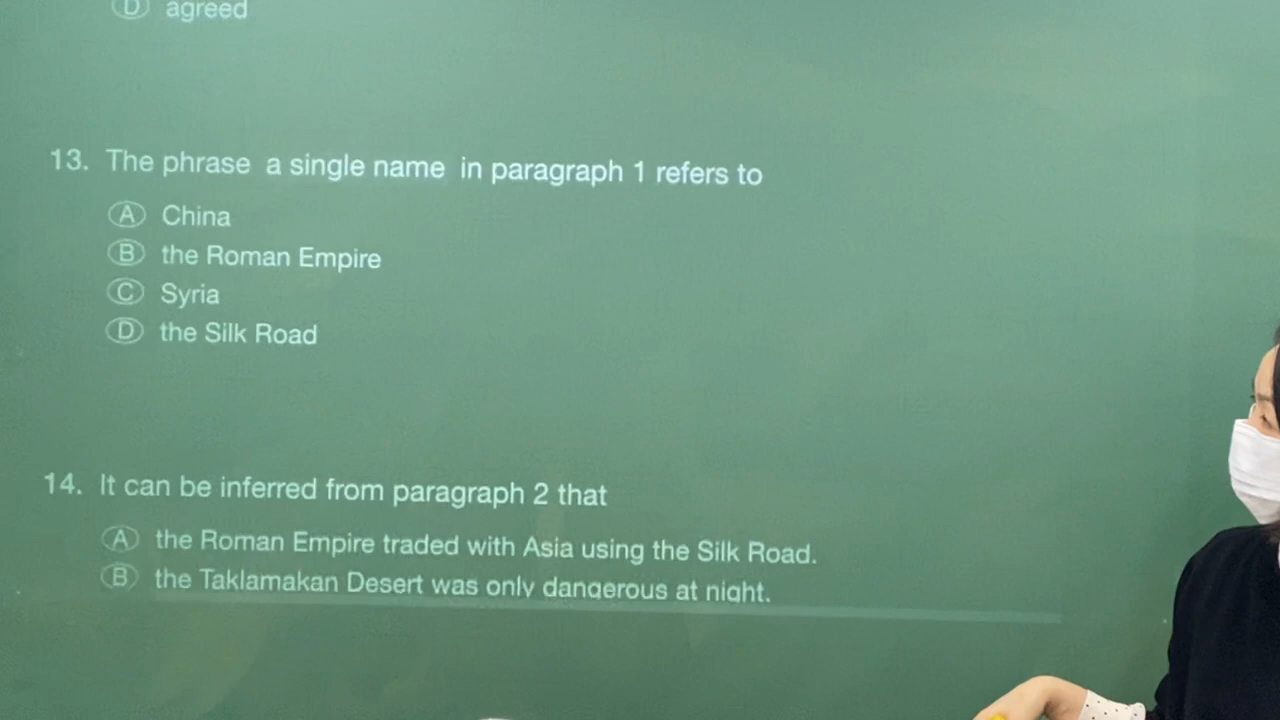 D agreed
13. The phrase a single name in paragraph 1 refers to
A China
B the Roman Empire
C Syria
D the Silk Road
14. It can be inferred from paragraph 2 that
A the Roman Empire traded with Asia using the Silk Road.
B the Taklamakan Desert was only dangerous at night.